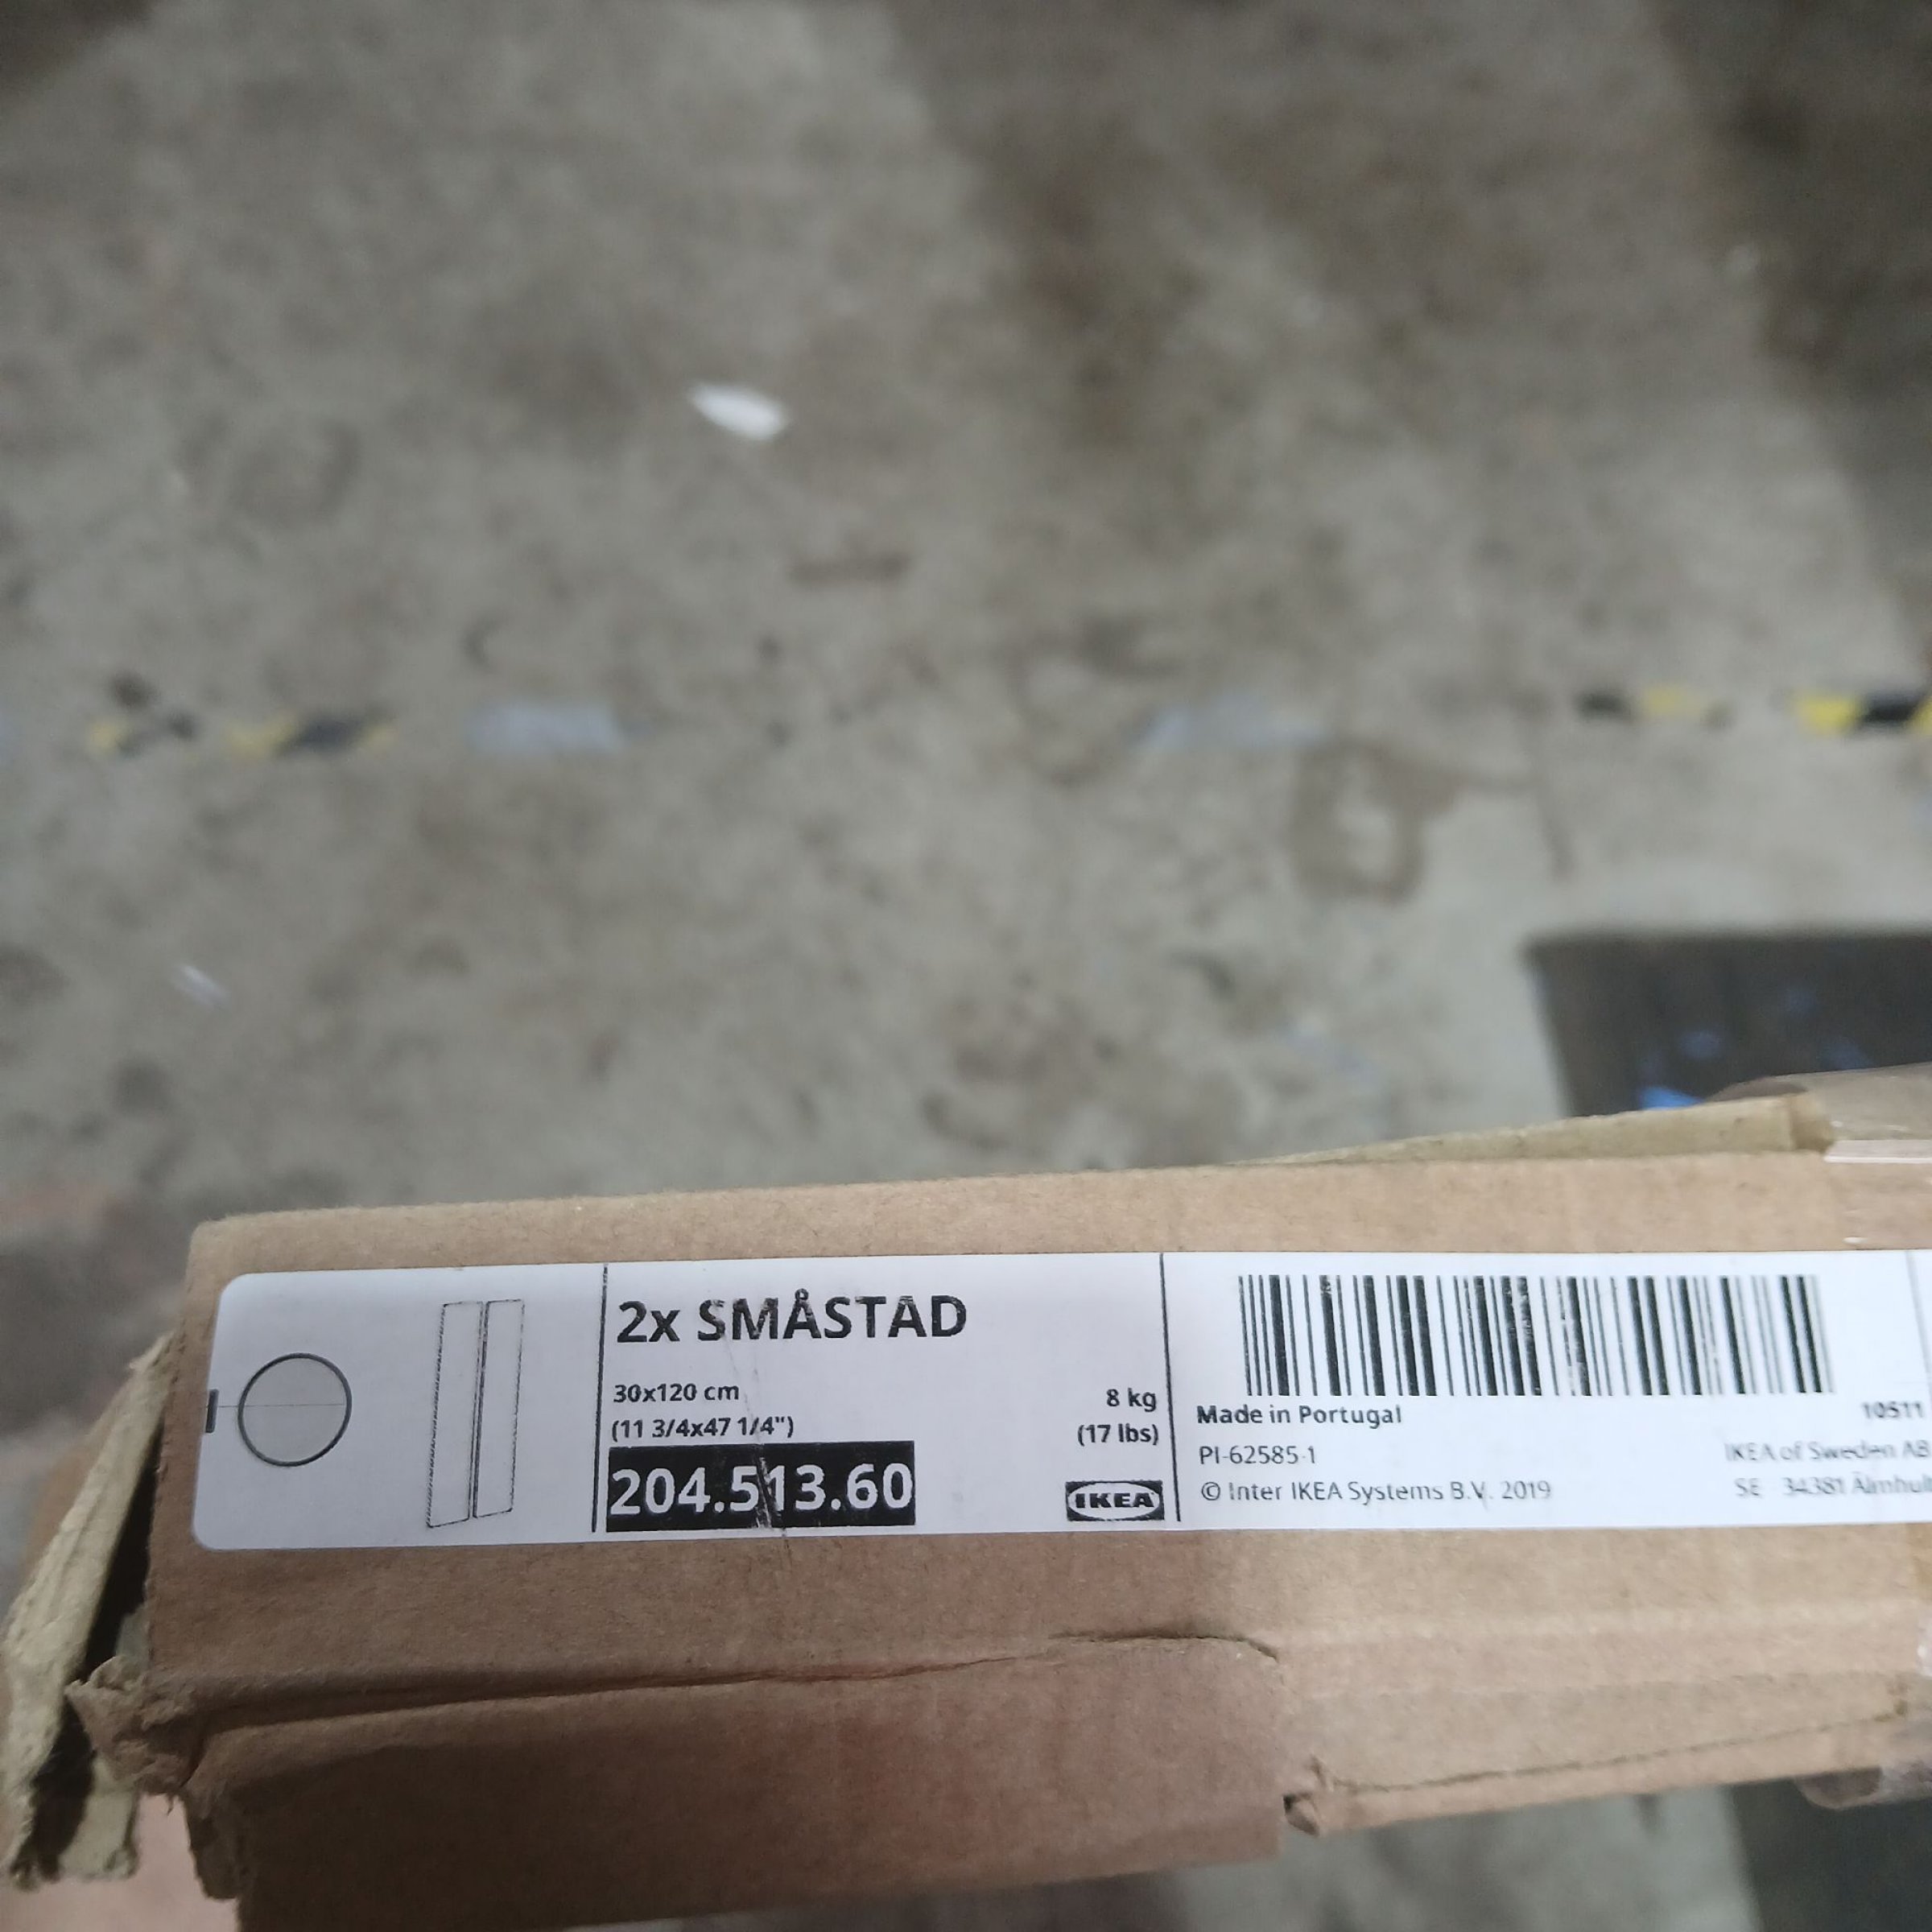 2x SMÅSTAD
30x120 cm
(11 3/4x47 1/4")
8 kg
(17 lbs)
204.513.60
IKEA
Made in Portugal
10511
PI-62585-1
IKEA of Sweden AB
© Inter IKEA Systems B.V. 2019
SE - 34381 Älmhult